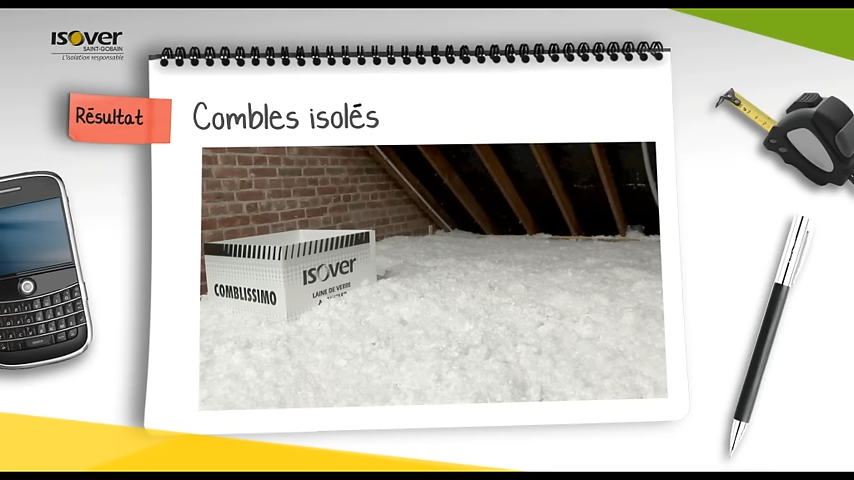 isover
SAINT-GOBAIN
L'isolation responsable
Résultat
Combles isolés
COMBLISSIMO
isover
LAINE DE VERRE